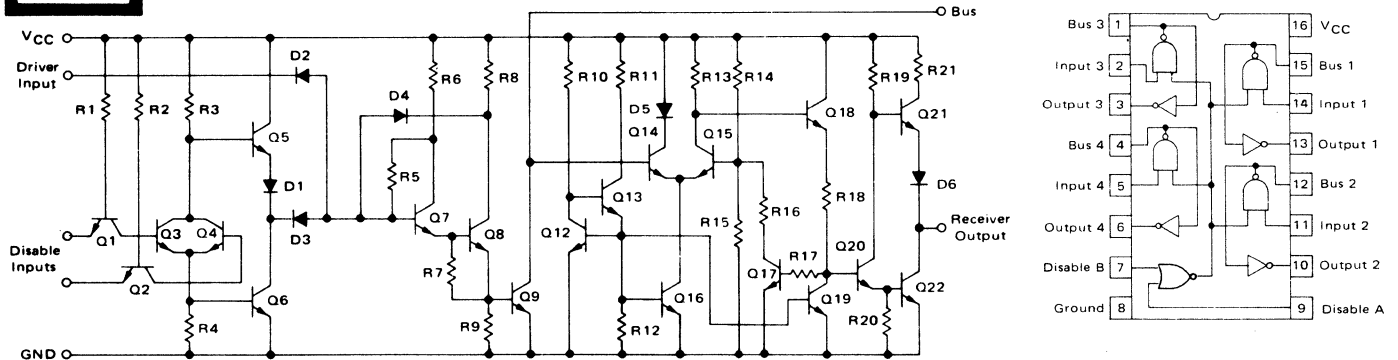 Bus
VCC
Driver
Input
D2
R1
R2
R3
R6
R8
R10
R11
R13
R14
R19
R21
D4
D5
Q5
Q14
Q15
Q18
Q21
D1
R5
D6
Q13
R18
R16
R15
Q3
Q4
D3
Q7
Q8
Q12
Receiver
Output
Disable
Inputs
Q1
Q2
R7
Q17
R17
Q20
Q6
Q9
Q16
Q19
Q22
R4
R9
R12
R20
GND
Bus 3 1
16 VCC
Input 3 2
15 Bus 1
Output 3 3
14 Input 1
Bus 4 4
13 Output 1
Input 4 5
12 Bus 2
Output 4 6
11 Input 2
Disable B 7
10 Output 2
Ground 8
9 Disable A